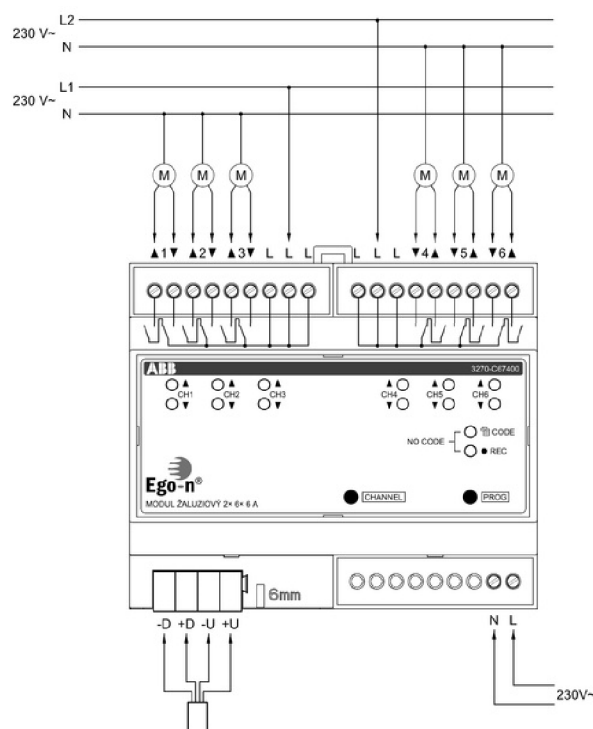 L2
230 V~
N
L1
230 V~
N
M M M M M M
▲1▼ ▲2▼ ▲3▼ L L L L L L ▼4▲ ▼5▲ ▼6▲
ABB 3270-C67400
CH1 CH2 CH3 CH4 CH5 CH6
CODE
NO CODE
REC
Ego-n®
MODUL ŽALUZIOVÝ 2× 6× 6 A
CHANNEL PROG
6mm
-D +D -U +U
N L
230V~